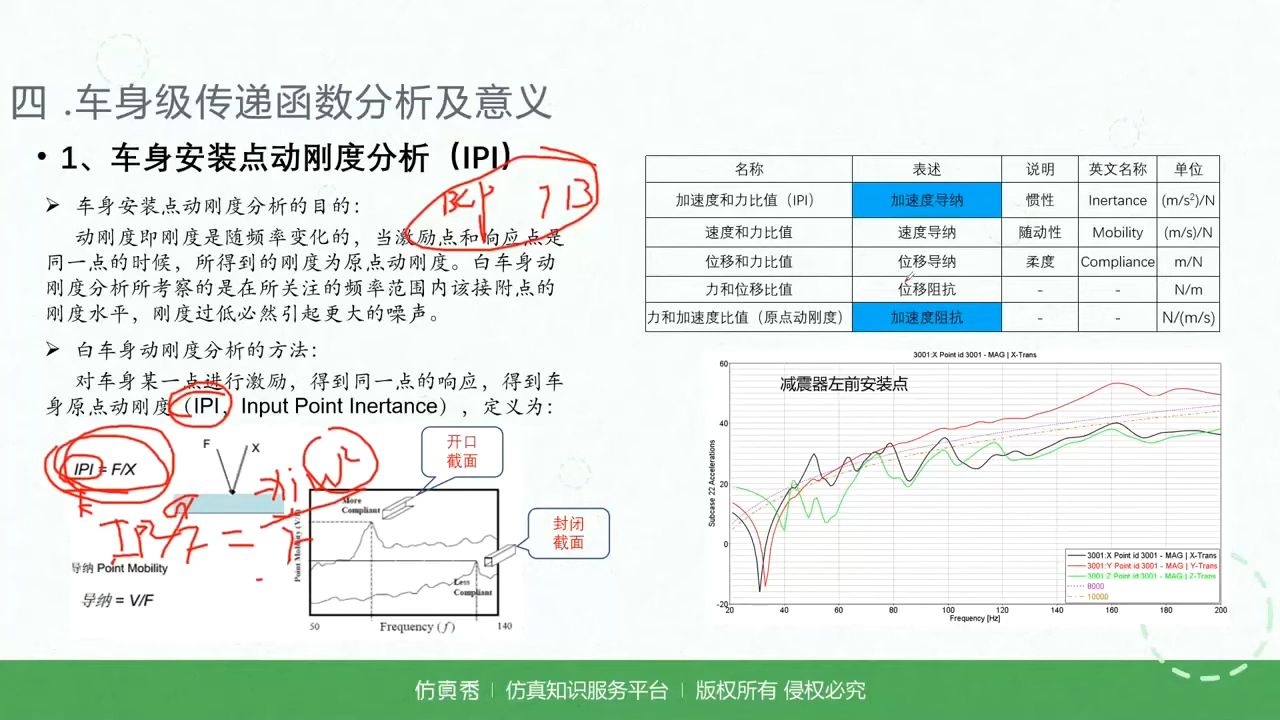 四 .车身级传递函数分析及意义
• 1、车身安装点动刚度分析（IPI）
➢ 车身安装点动刚度分析的目的：
动刚度即刚度是随频率变化的，当激励点和响应点是
同一点的时候，所得到的刚度为原点动刚度。白车身动
刚度分析所考察的是在所关注的频率范围内该接附点的
刚度水平，刚度过低必然引起更大的噪声。
➢ 白车身动刚度分析的方法：
对车身某一点进行激励，得到同一点的响应，得到车
身原点动刚度（IPI，Input Point Inertance），定义为：
IPI = F/X
F
X
开口
截面
封闭
截面
More
Compliant
Less
Compliant
Point Mobility (V/F)
50
Frequency (f)
140
导纳 Point Mobility
导纳 = V/F
名称 表述 说明 英文名称 单位
加速度和力比值（IPI） 加速度导纳 惯性 Inertance (m/s²)/N
速度和力比值 速度导纳 随动性 Mobility (m/s)/N
位移和力比值 位移导纳 柔度 Compliance m/N
力和位移比值 位移阻抗 - - N/m
力和加速度比值（原点动刚度） 加速度阻抗 - - N/(m/s)
3001:X Point id 3001 - MAG | X-Trans
减震器左前安装点
Subcase 22 Accelerations
60
40
20
0
-20
20 40 60 80 100 120 140 160 180 200
Frequency [Hz]
3001:X Point id 3001 - MAG | X-Trans
3001:Y Point id 3001 - MAG | Y-Trans
3001:Z Point id 3001 - MAG | Z-Trans
8000
10000
仿真秀 | 仿真知识服务平台 | 版权所有 侵权必究